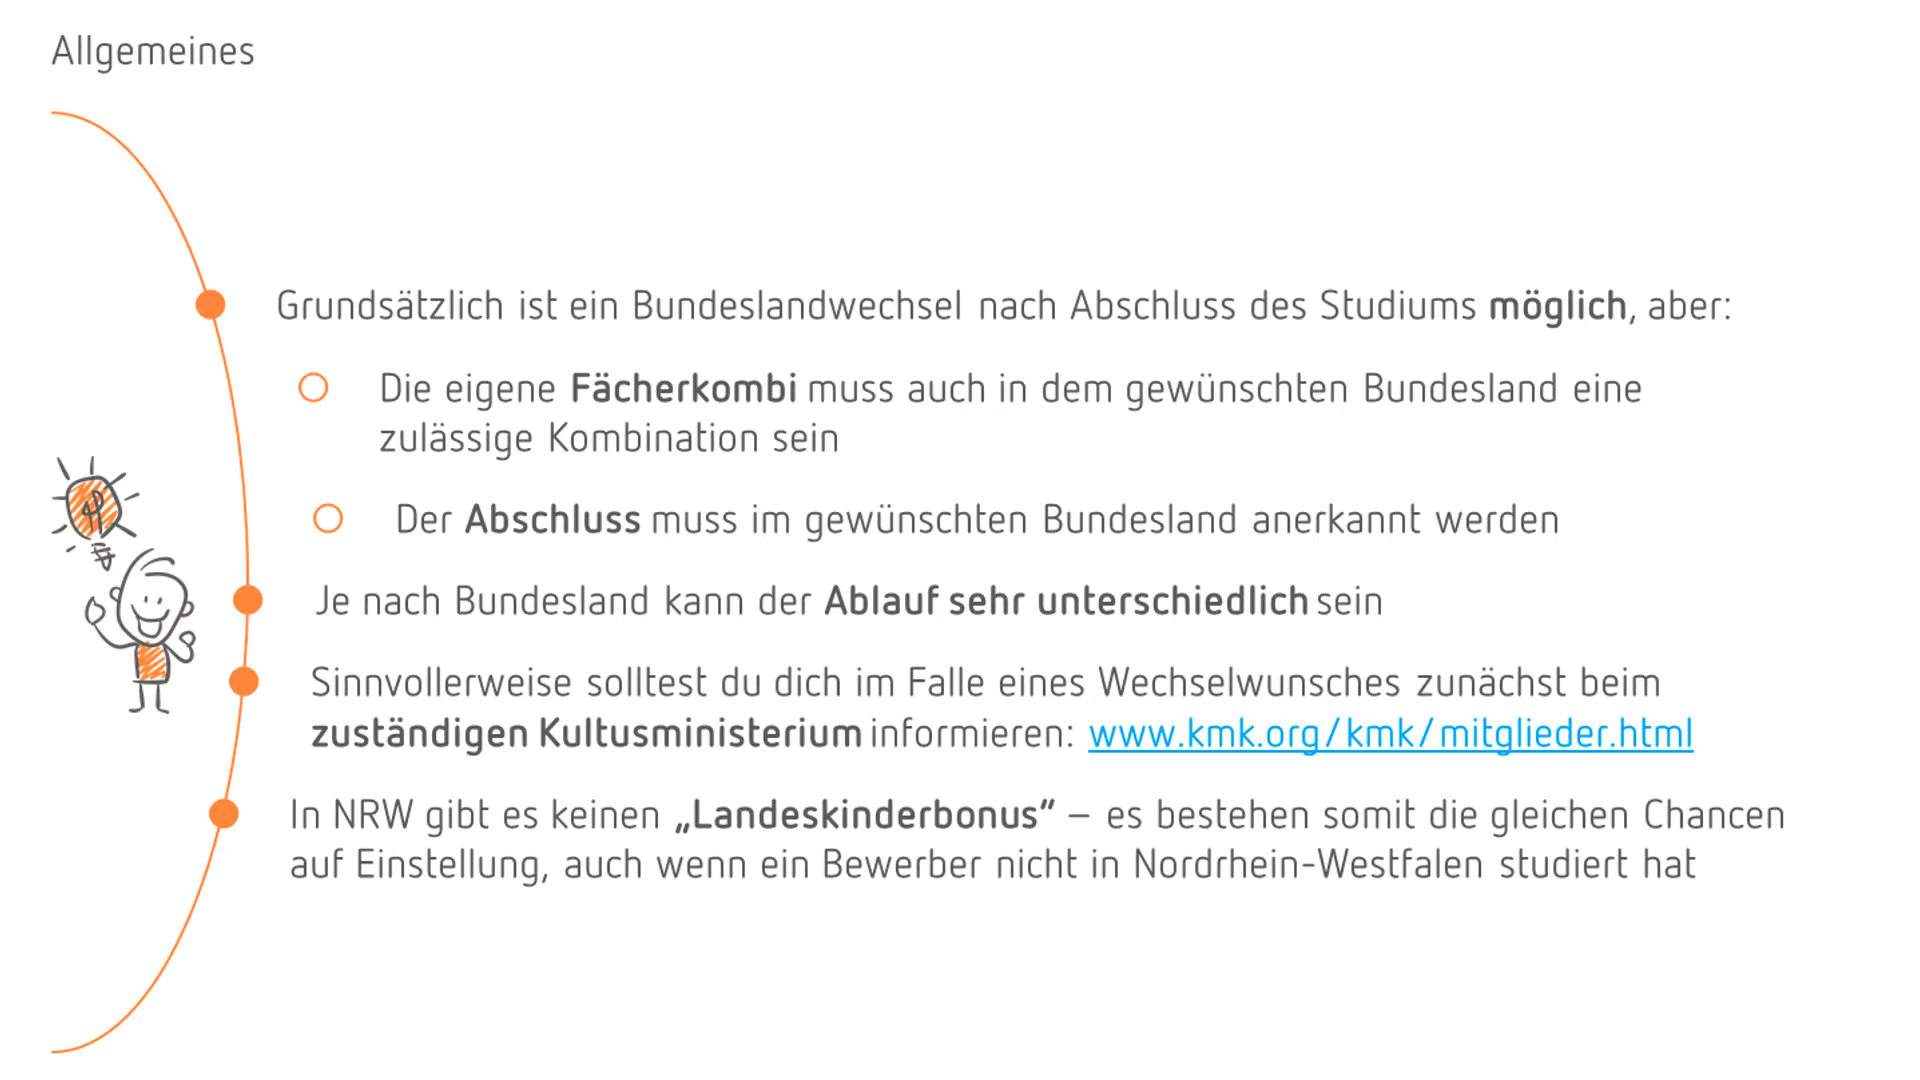 Allgemeines
Grundsätzlich ist ein Bundeslandwechsel nach Abschluss des Studiums möglich, aber:
Die eigene Fächerkombi muss auch in dem gewünschten Bundesland eine
zulässige Kombination sein
Der Abschluss muss im gewünschten Bundesland anerkannt werden
Je nach Bundesland kann der Ablauf sehr unterschiedlich sein
Sinnvollerweise solltest du dich im Falle eines Wechselwunsches zunächst beim
zuständigen Kultusministerium informieren: www.kmk.org/kmk/mitglieder.html
In NRW gibt es keinen „Landeskinderbonus“ – es bestehen somit die gleichen Chancen
auf Einstellung, auch wenn ein Bewerber nicht in Nordrhein-Westfalen studiert hat